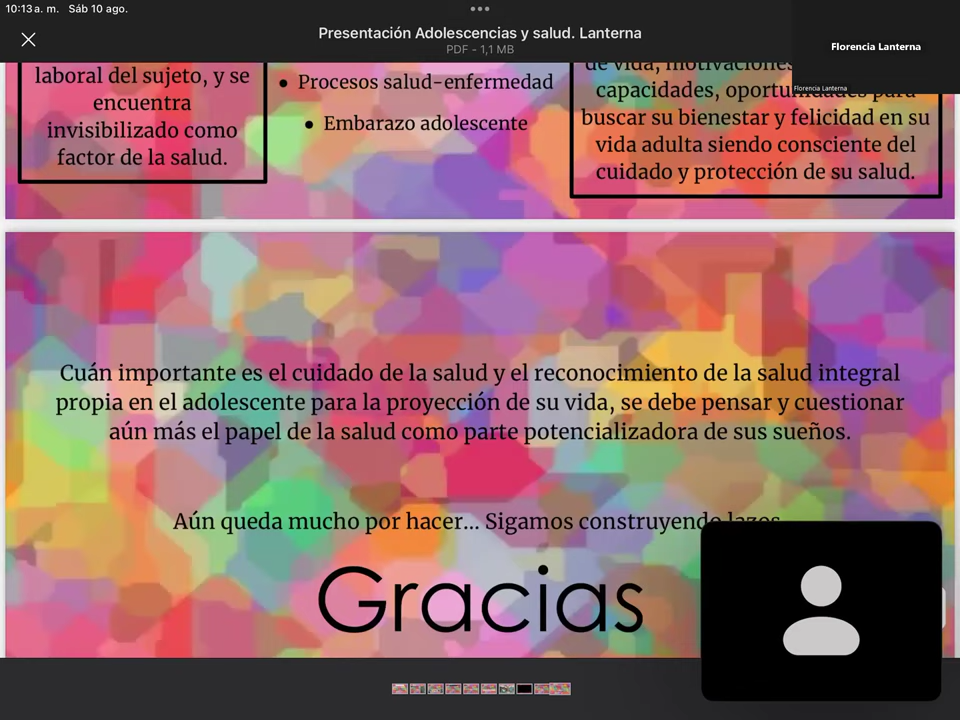 10:13 a. m. Sáb 10 ago.
Presentación Adolescencias y salud. Lanterna
PDF – 1,1 MB
Florencia Lanterna
Florencia Lanterna
laboral del sujeto, y se
encuentra
invisibilizado como
factor de la salud.
• Procesos salud-enfermedad
• Embarazo adolescente
de vida, motivaciones
capacidades, oportunidades para
buscar su bienestar y felicidad en su
vida adulta siendo consciente del
cuidado y protección de su salud.
Cuán importante es el cuidado de la salud y el reconocimiento de la salud integral
propia en el adolescente para la proyección de su vida, se debe pensar y cuestionar
aún más el papel de la salud como parte potencializadora de sus sueños.
Aún queda mucho por hacer... Sigamos construyendo lazos
Gracias